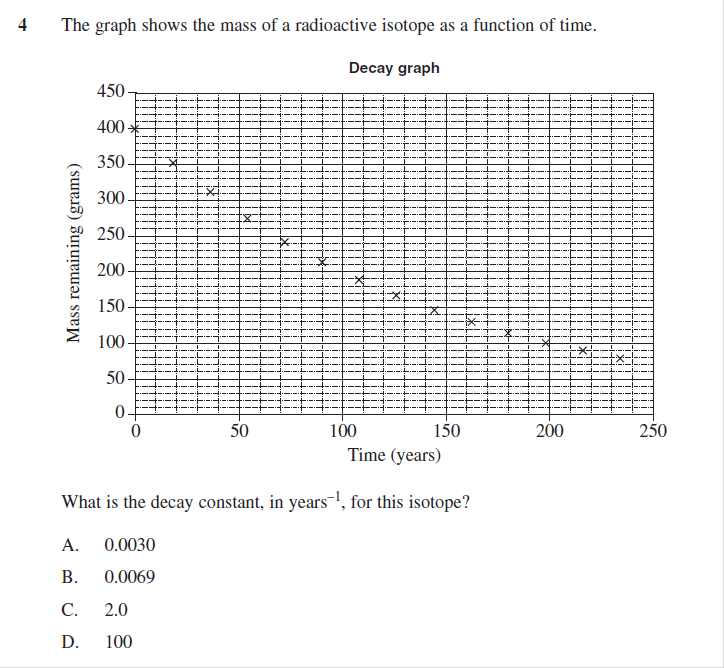 4 The graph shows the mass of a radioactive isotope as a function of time.
Decay graph
450
400
350
300
250
200
150
100
50
0
Mass remaining (grams)
0 50 100 150 200 250
Time (years)
What is the decay constant, in years⁻¹, for this isotope?
A. 0.0030
B. 0.0069
C. 2.0
D. 100